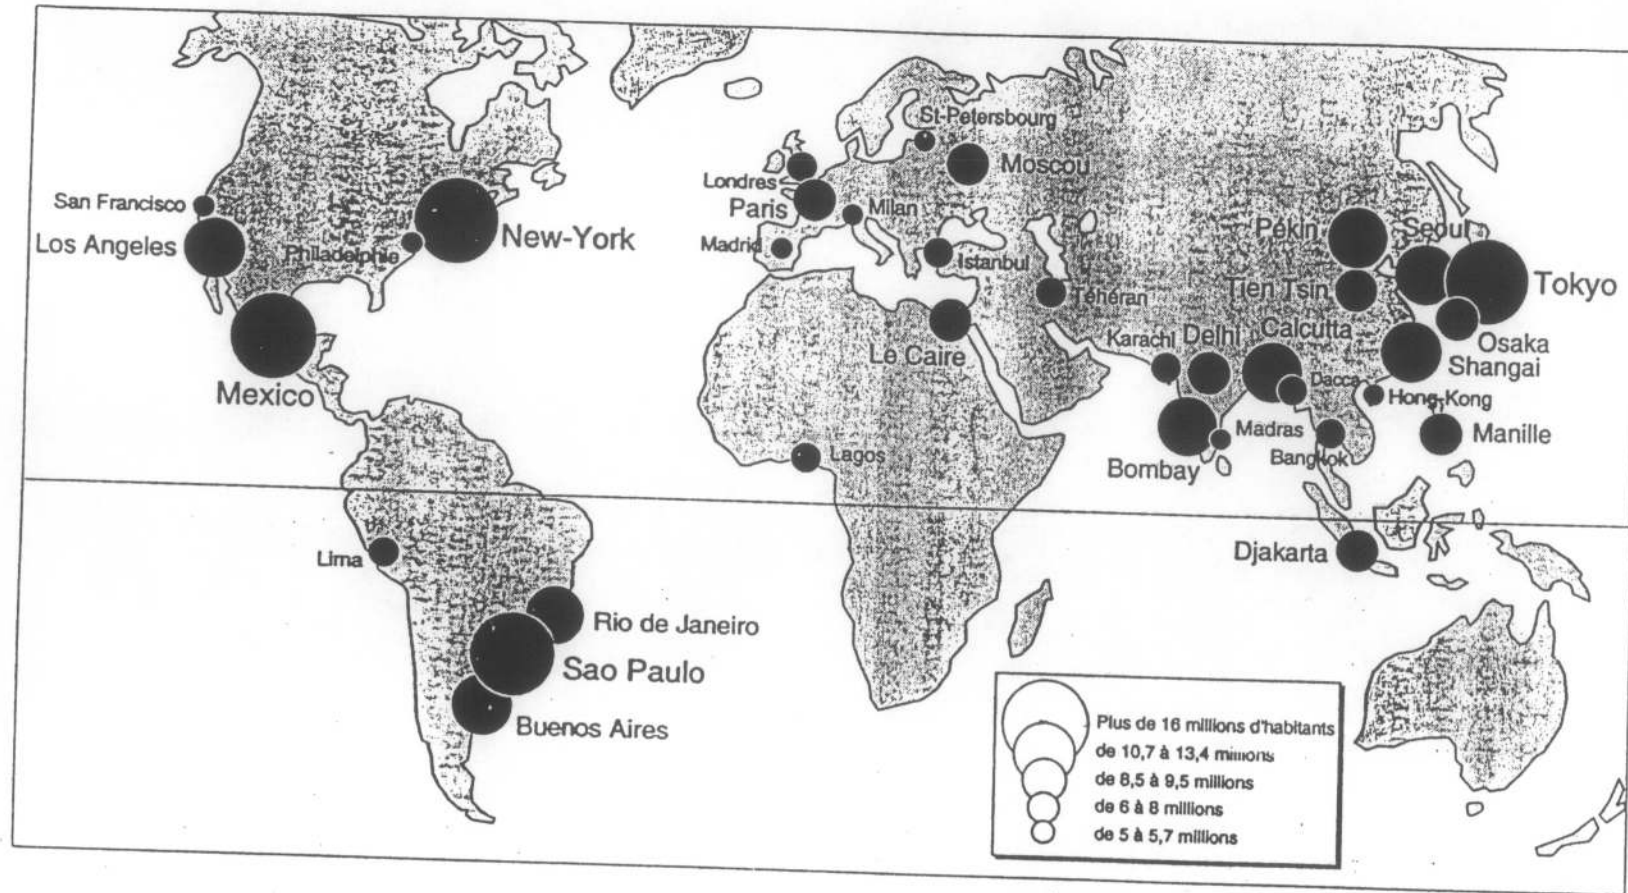 St-Petersbourg
Moscou
Londres
Paris
Milan
Madrid
Istanbul
San Francisco
Los Angeles
Philadelphie
New-York
Mexico
Téhéran
Le Caire
Lagos
Pékin
Seoul
Tokyo
Tien Tsin
Osaka
Shangai
Karachi
Delhi
Calcutta
Dacca
Hong-Kong
Madras
Bangkok
Manille
Bombay
Djakarta
Lima
Rio de Janeiro
Sao Paulo
Buenos Aires
Plus de 16 millions d'habitants
de 10,7 à 13,4 millions
de 8,5 à 9,5 millions
de 6 à 8 millions
de 5 à 5,7 millions